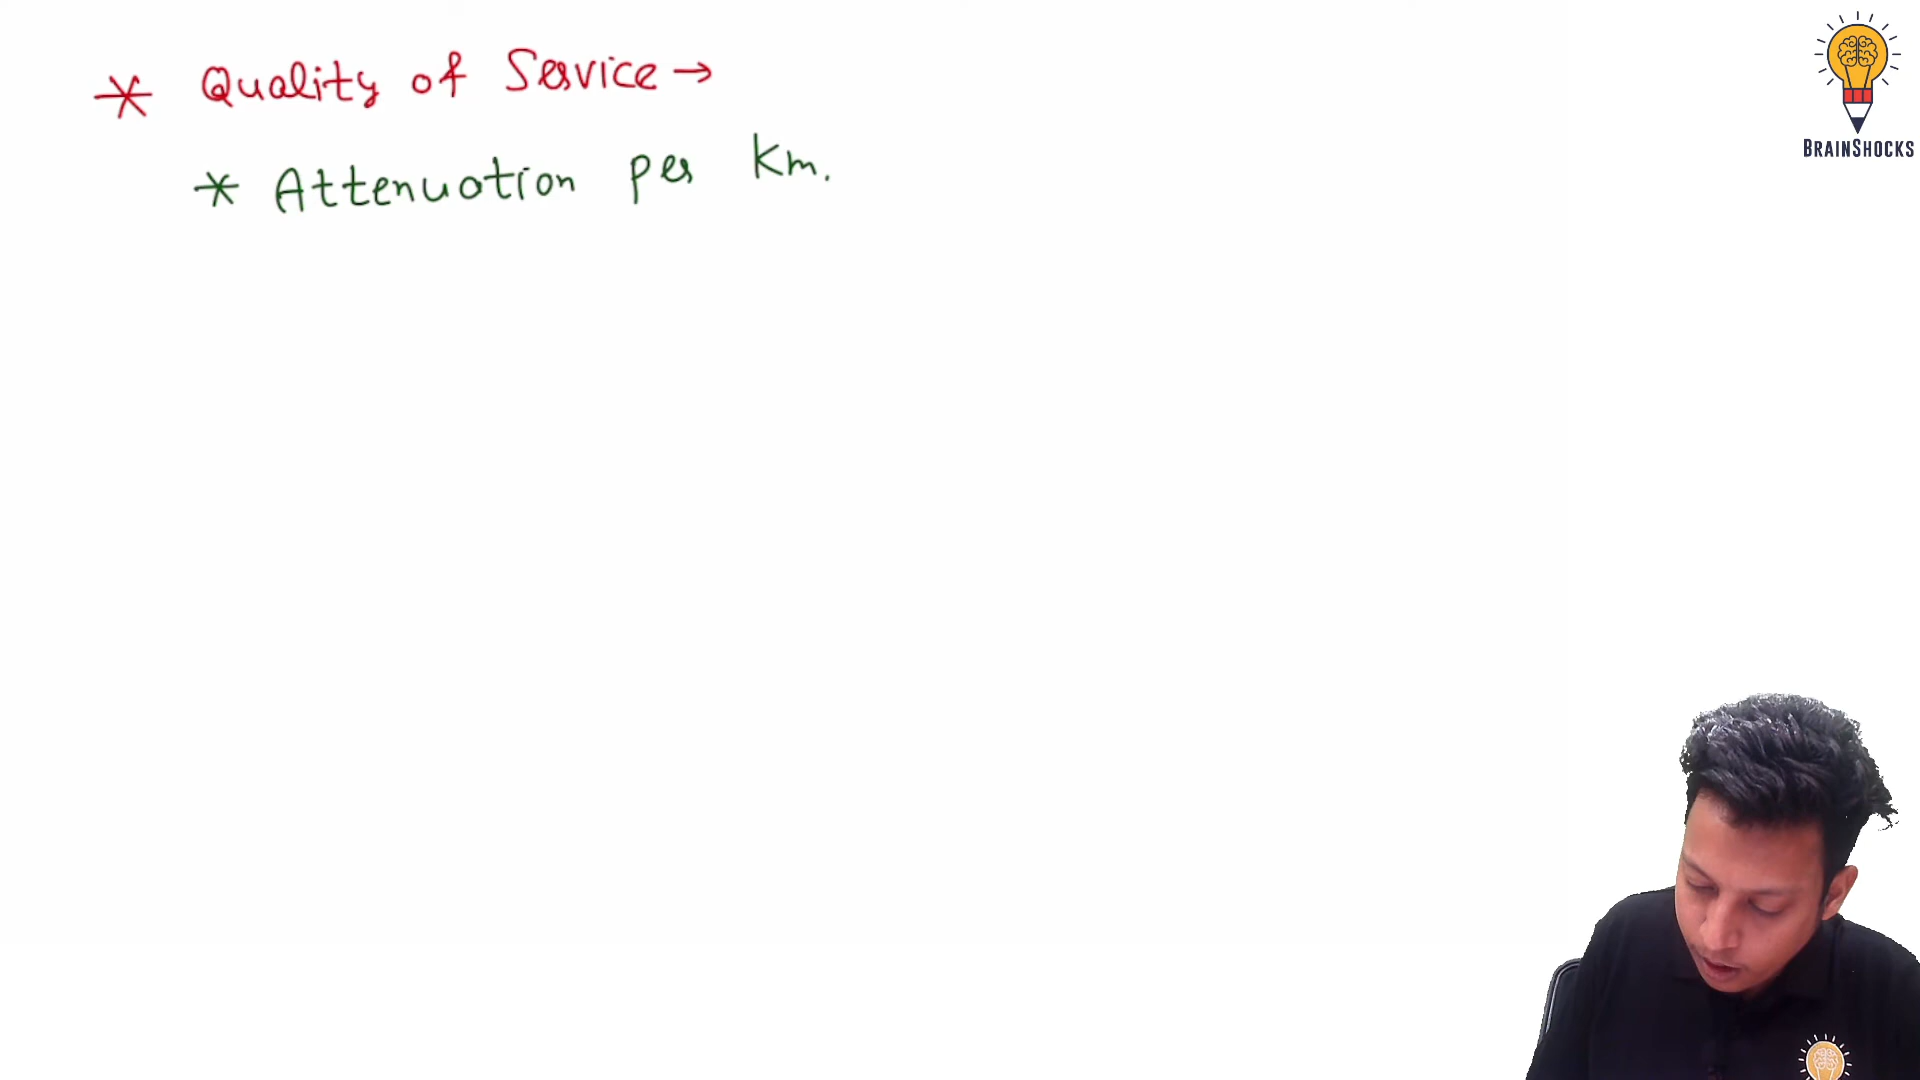 * Quality of Service →
* Attenuation per Km.
BRAINSHOCKS